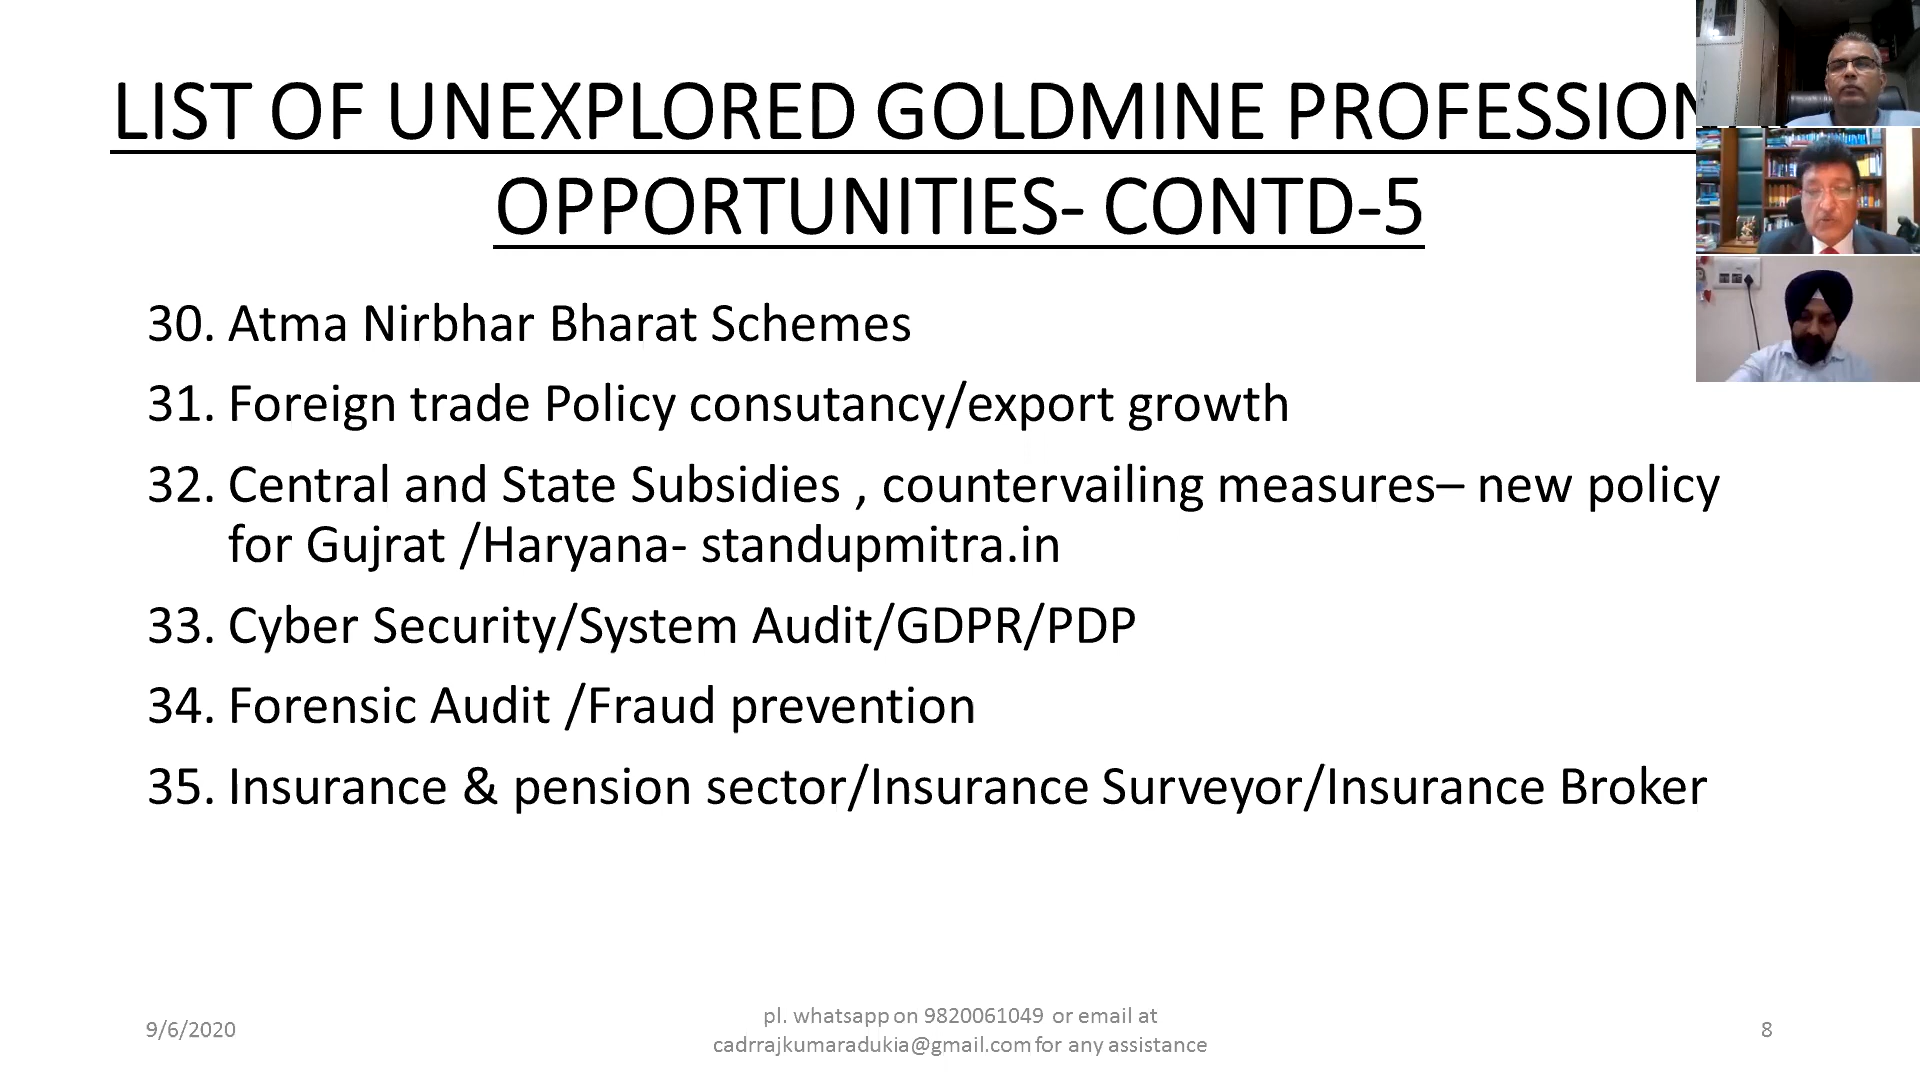 LIST OF UNEXPLORED GOLDMINE PROFESSION
OPPORTUNITIES- CONTD-5
30. Atma Nirbhar Bharat Schemes
31. Foreign trade Policy consutancy/export growth
32. Central and State Subsidies , countervailing measures– new policy
for Gujrat /Haryana- standupmitra.in
33. Cyber Security/System Audit/GDPR/PDP
34. Forensic Audit /Fraud prevention
35. Insurance & pension sector/Insurance Surveyor/Insurance Broker
9/6/2020
pl. whatsapp on 9820061049 or email at
cadrrajkumaradukia@gmail.com for any assistance
8